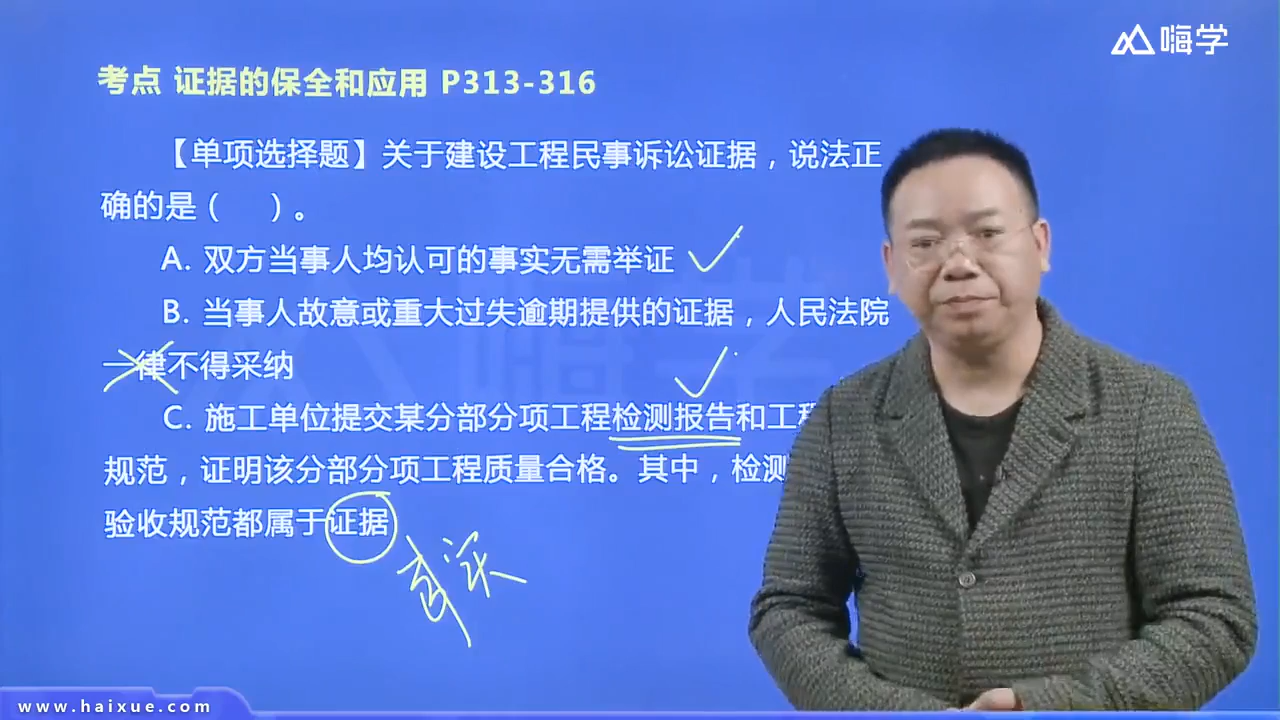 嗨学
考点 证据的保全和应用 P313-316
【单项选择题】关于建设工程民事诉讼证据，说法正
确的是（ ）。
A. 双方当事人均认可的事实无需举证
B. 当事人故意或重大过失逾期提供的证据，人民法院
一律不得采纳
C. 施工单位提交某分部分项工程检测报告和工程
规范，证明该分部分项工程质量合格。其中，检测
验收规范都属于证据
事实
www.haixue.com